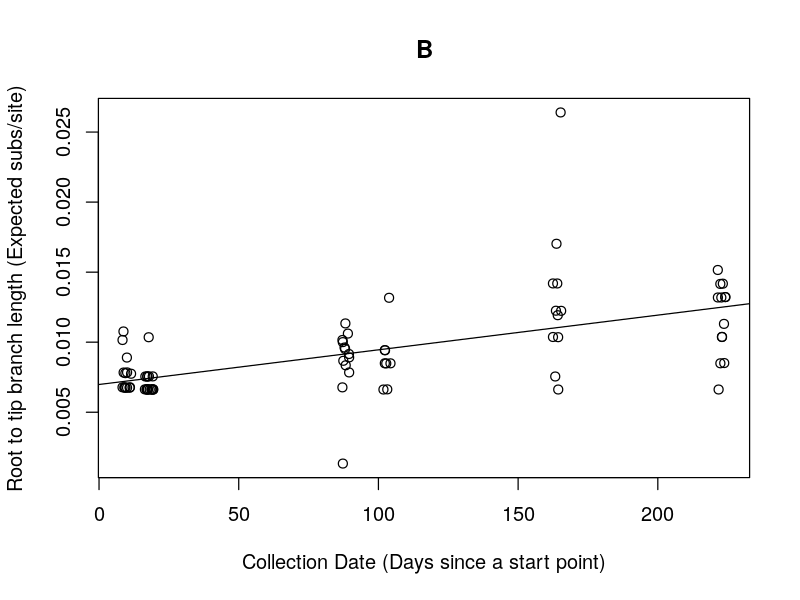 B
Root to tip branch length (Expected subs/site)
0.025
0.020
0.015
0.010
0.005
0 50 100 150 200
Collection Date (Days since a start point)